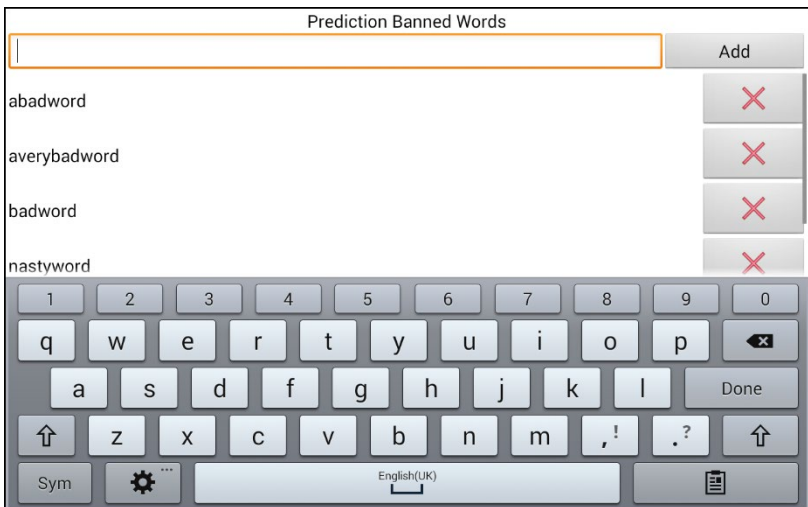 Prediction Banned Words
Add
abadword
averybadword
badword
nastyword
1 2 3 4 5 6 7 8 9 0
q w e r t y u i o p
a s d f g h j k l Done
z x c v b n m ,! .?
Sym ... English(UK)